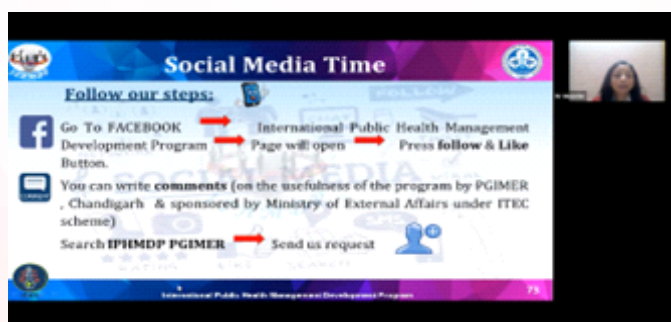 Social Media Time
Follow our steps:
Go To FACEBOOK International Public Health Management
Development Program Page will open Press follow & Like
Button.
You can write comments (on the usefulness of the program by PGIMER
, Chandigarh & sponsored by Ministry of External Affairs under ITEC
scheme)
Search IPHMDP PGIMER Send us request
International Public Health Management Development Program
73